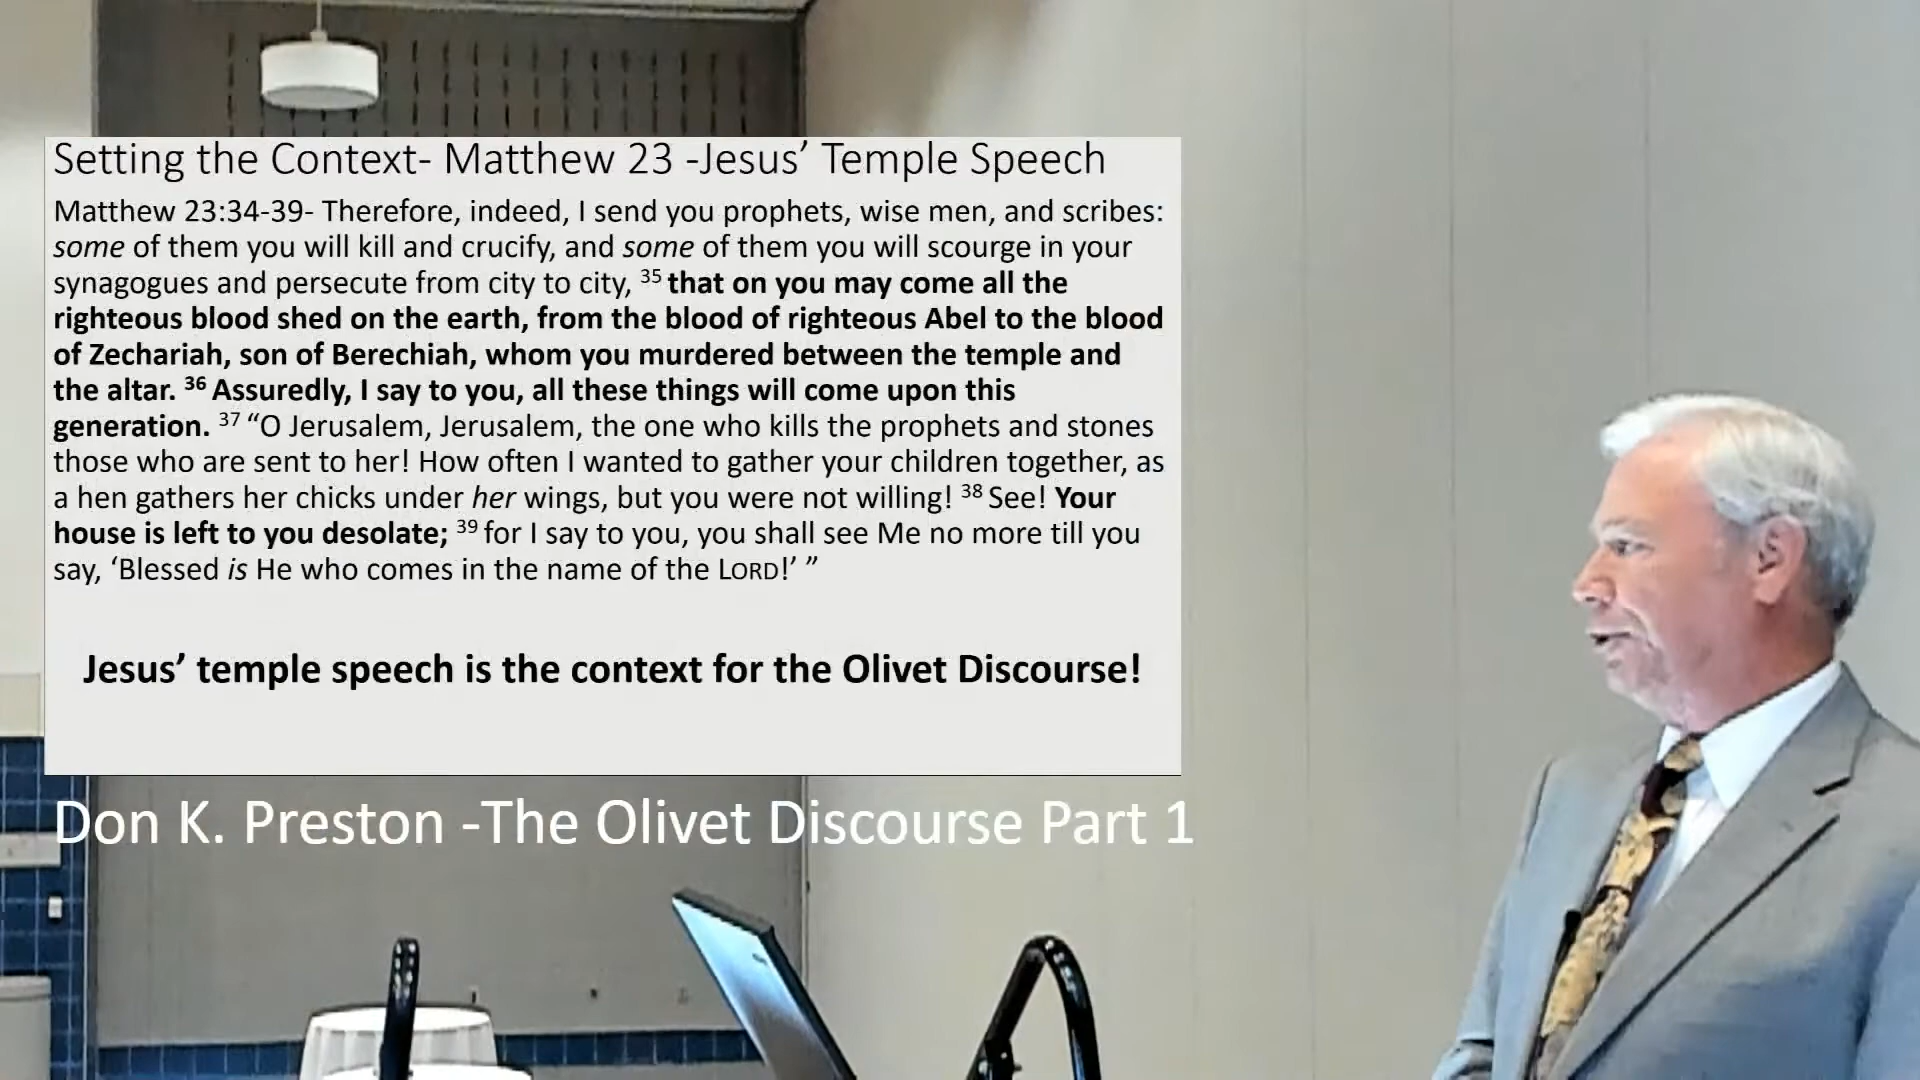 Setting the Context- Matthew 23 -Jesus’ Temple Speech
Matthew 23:34-39- Therefore, indeed, I send you prophets, wise men, and scribes:
some of them you will kill and crucify, and some of them you will scourge in your
synagogues and persecute from city to city, 35 that on you may come all the
righteous blood shed on the earth, from the blood of righteous Abel to the blood
of Zechariah, son of Berechiah, whom you murdered between the temple and
the altar. 36 Assuredly, I say to you, all these things will come upon this
generation. 37 “O Jerusalem, Jerusalem, the one who kills the prophets and stones
those who are sent to her! How often I wanted to gather your children together, as
a hen gathers her chicks under her wings, but you were not willing! 38 See! Your
house is left to you desolate; 39 for I say to you, you shall see Me no more till you
say, ‘Blessed is He who comes in the name of the LORD!’ ”
Jesus’ temple speech is the context for the Olivet Discourse!
Don K. Preston -The Olivet Discourse Part 1